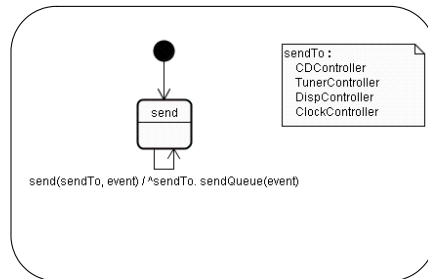 sendTo :
CDController
TunerController
DispController
ClockController
send
send(sendTo, event) / ^sendTo. sendQueue(event)